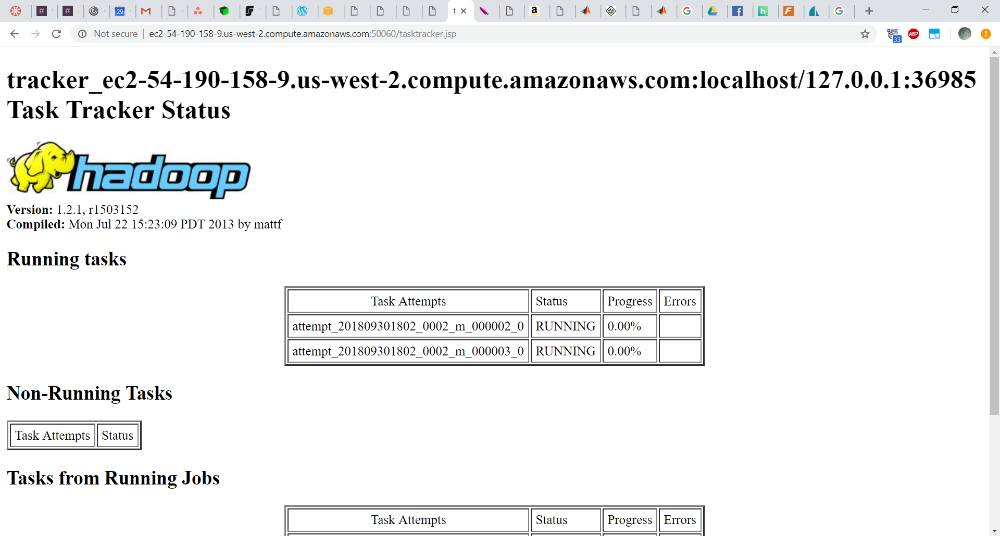 29
t
Not secure
ec2-54-190-158-9.us-west-2.compute.amazonaws.com:50060/tasktracker.jsp
33
ABP
tracker_ec2-54-190-158-9.us-west-2.compute.amazonaws.com:localhost/127.0.0.1:36985
Task Tracker Status
hadoop
Version: 1.2.1, r1503152
Compiled: Mon Jul 22 15:23:09 PDT 2013 by mattf
Running tasks
Task Attempts Status Progress Errors
attempt_201809301802_0002_m_000002_0 RUNNING 0.00%
attempt_201809301802_0002_m_000003_0 RUNNING 0.00%
Non-Running Tasks
Task Attempts Status
Tasks from Running Jobs
Task Attempts Status Progress Errors